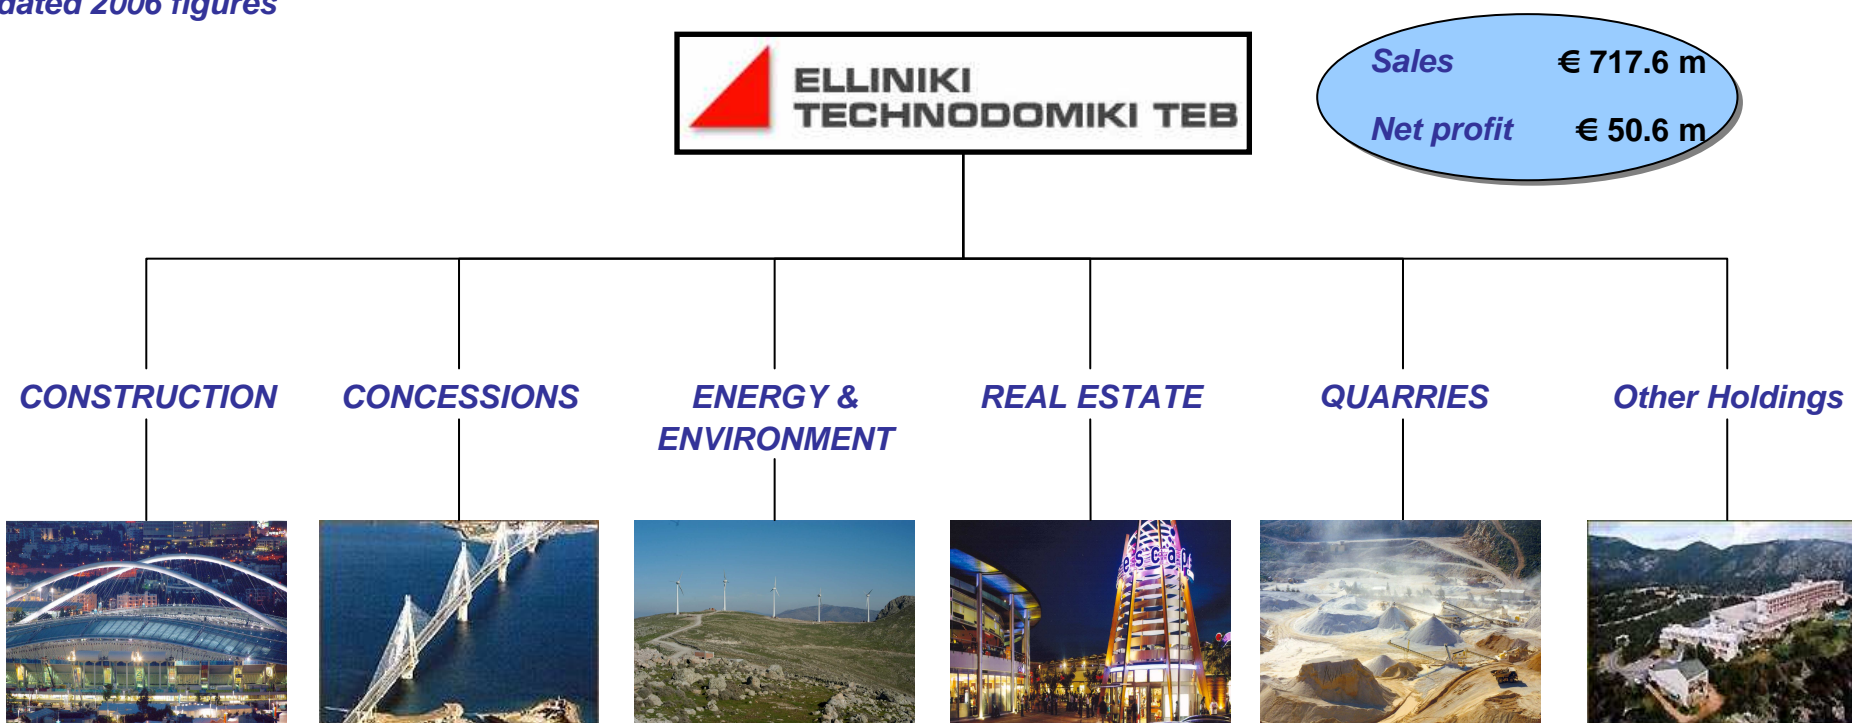 dated 2006 figures
ELLINIKI
TECHNODOMIKI TEB
Sales € 717.6 m
Net profit € 50.6 m
CONSTRUCTION
CONCESSIONS
ENERGY &
ENVIRONMENT
REAL ESTATE
QUARRIES
Other Holdings
escap